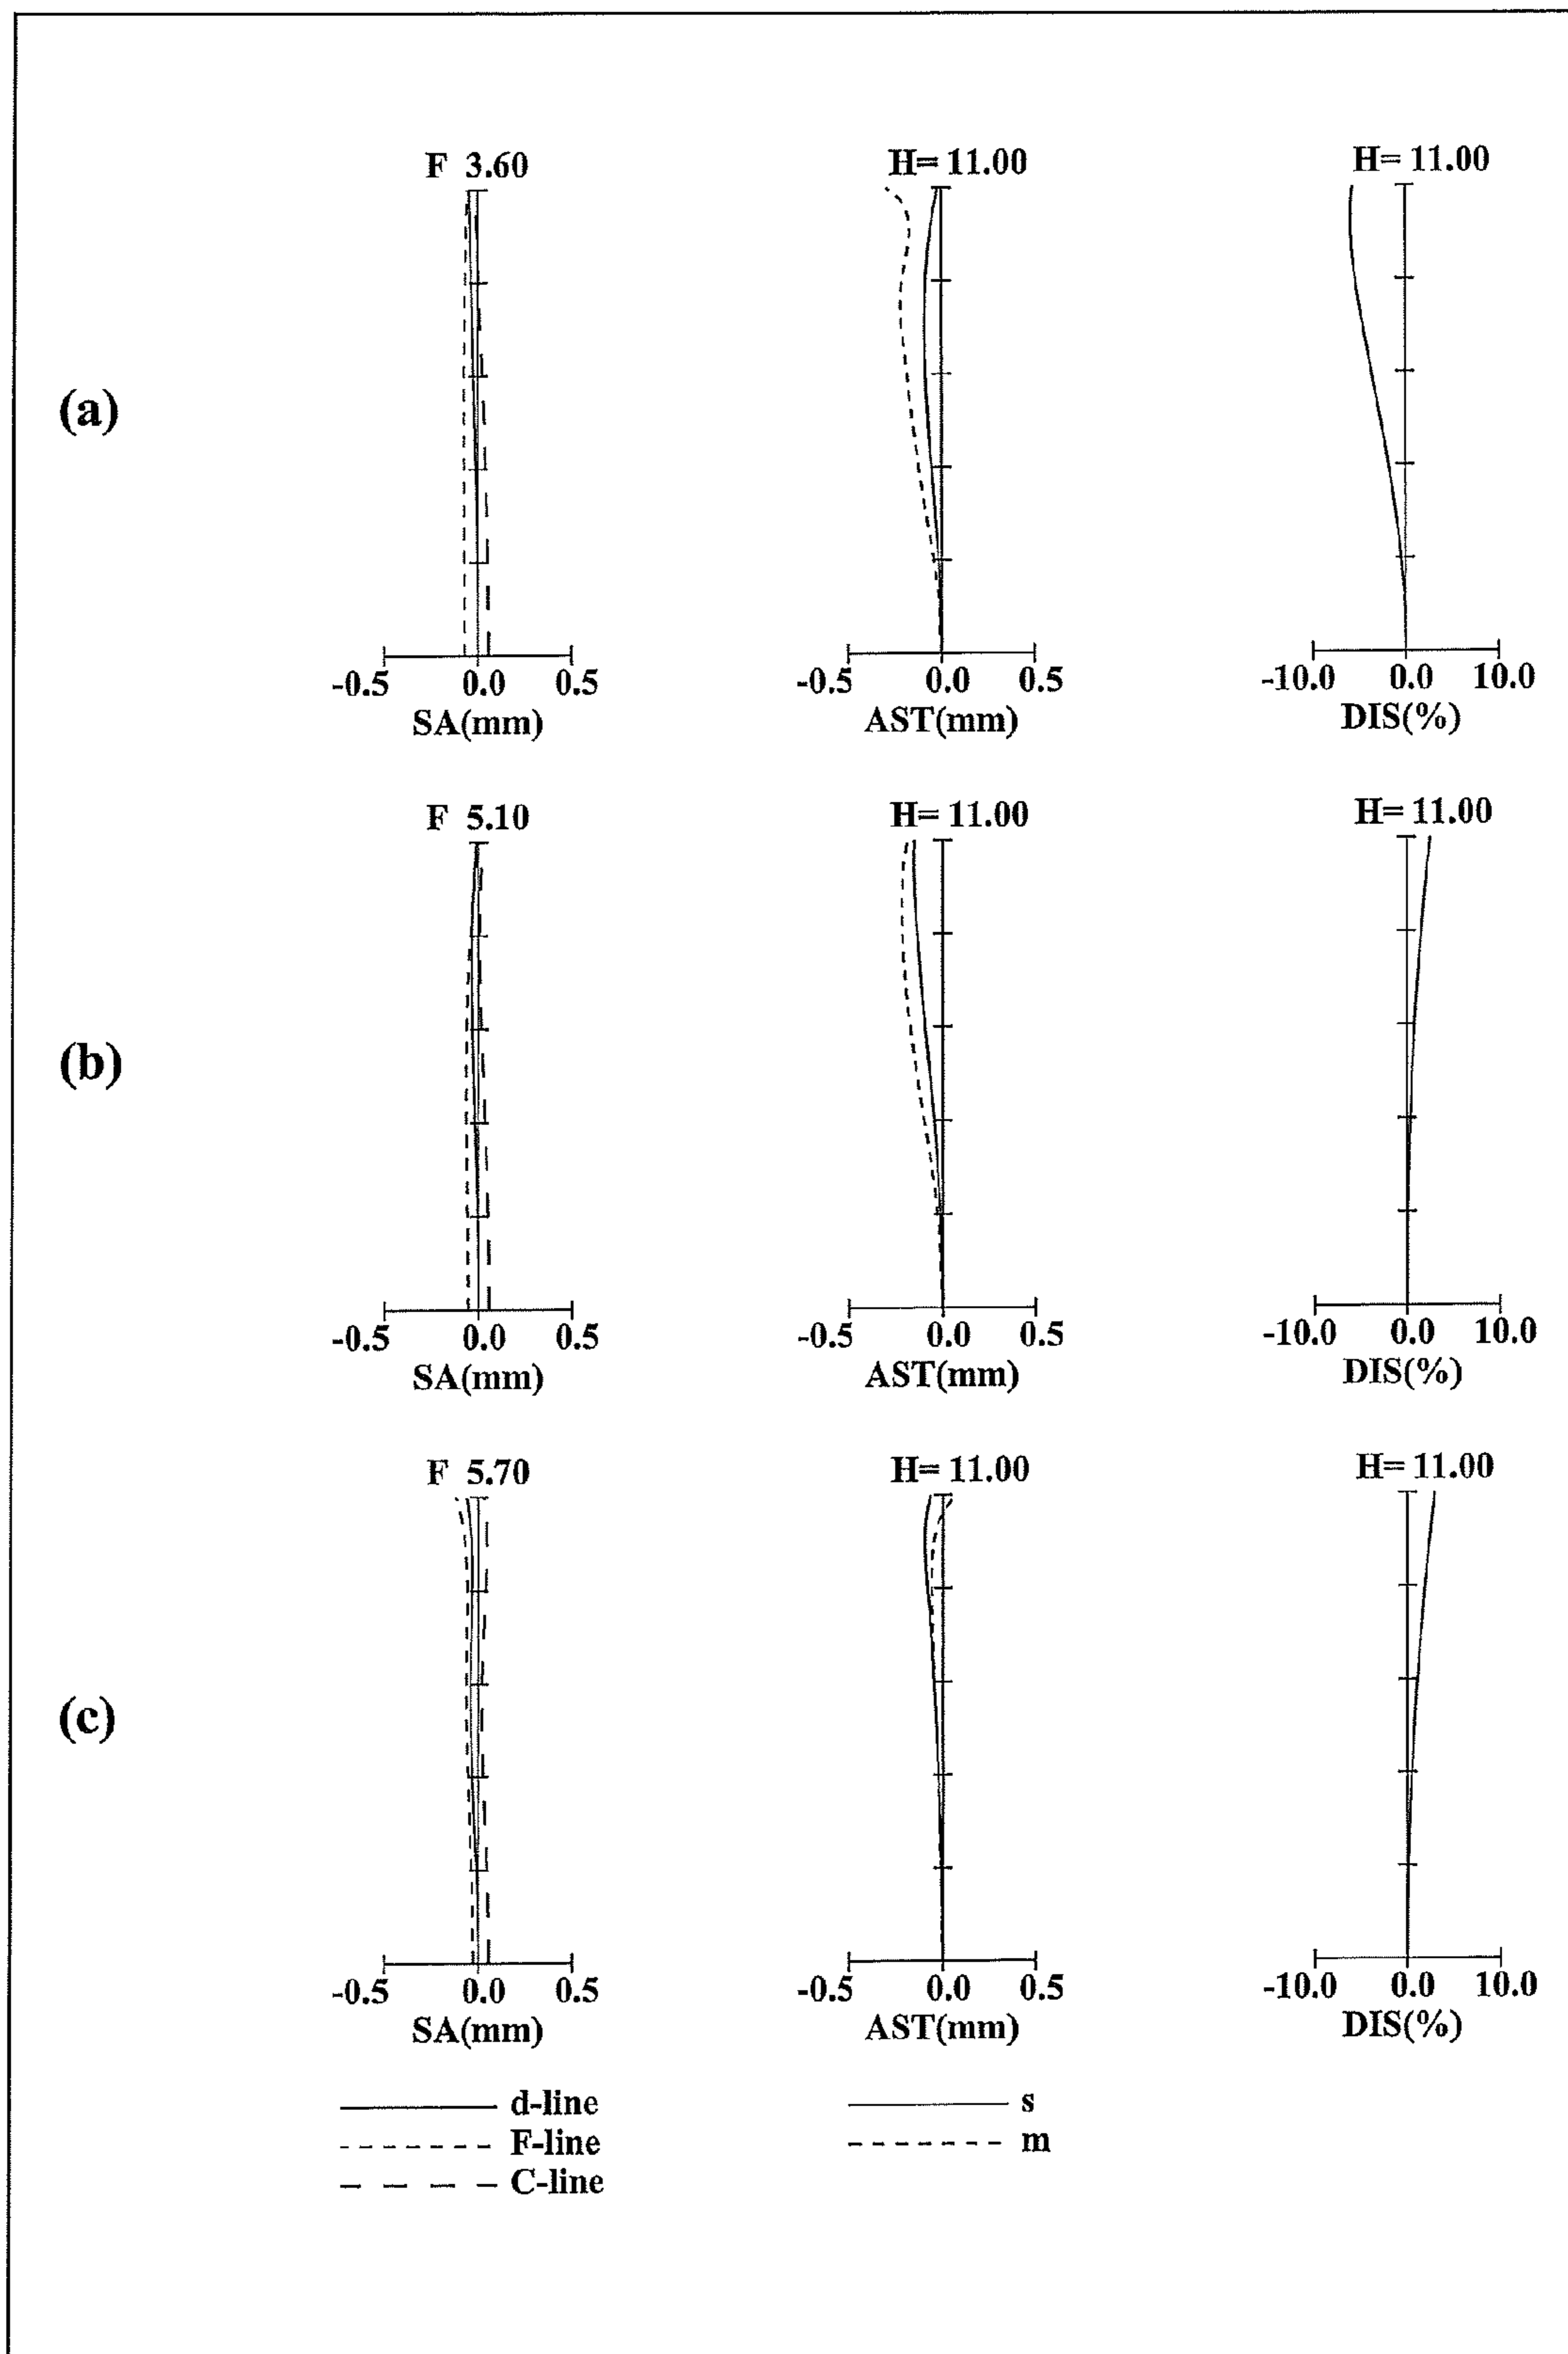 F 3.60
H= 11.00
H= 11.00
(a)
-0.5 0.0 0.5
SA(mm)
-0.5 0.0 0.5
AST(mm)
-10.0 0.0 10.0
DIS(%)
F 5.10
H= 11.00
H= 11.00
(b)
-0.5 0.0 0.5
SA(mm)
-0.5 0.0 0.5
AST(mm)
-10.0 0.0 10.0
DIS(%)
F 5.70
H= 11.00
H= 11.00
(c)
-0.5 0.0 0.5
SA(mm)
-0.5 0.0 0.5
AST(mm)
-10.0 0.0 10.0
DIS(%)
d-line
F-line
C-line
s
m